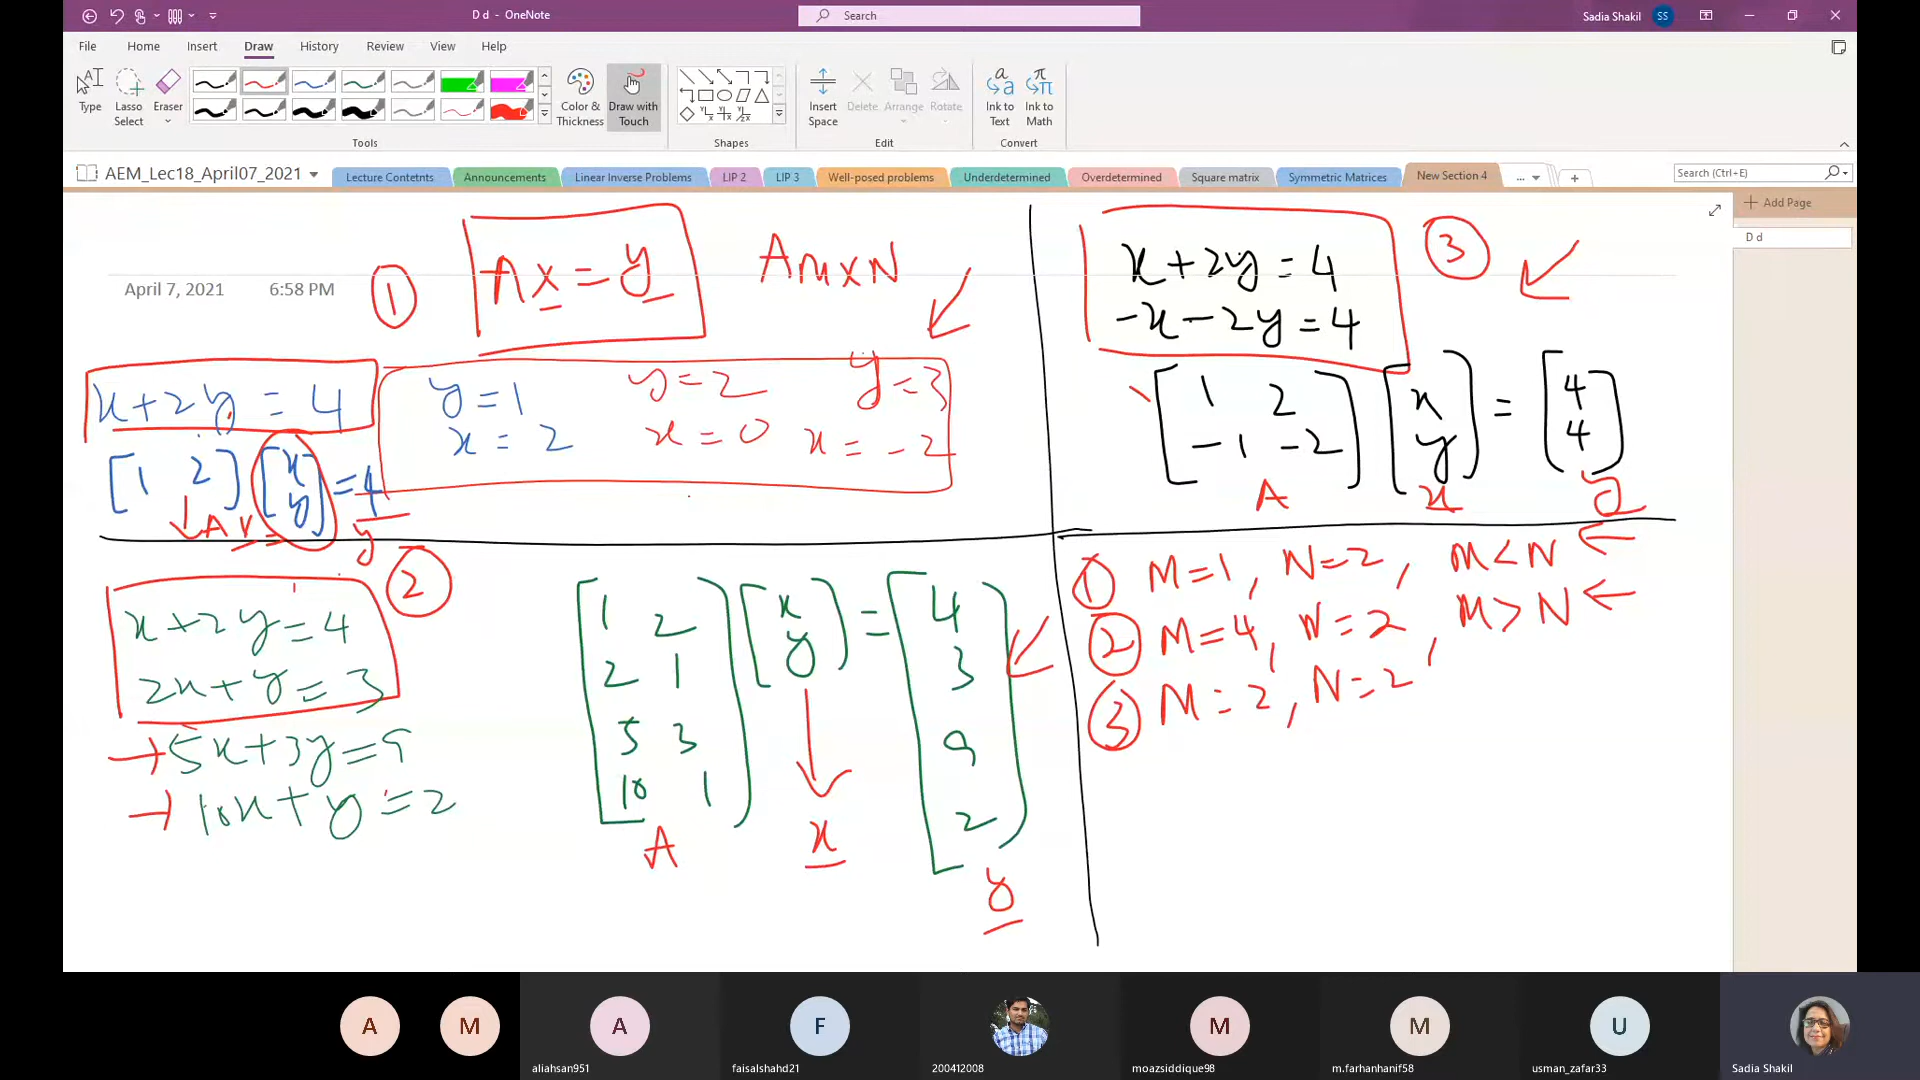 D d - OneNote
Search
Sadia Shakil SS
File Home Insert Draw History Review View Help
Type
Lasso Select
Eraser
Color & Thickness
Draw with Touch
Insert Space
Delete
Arrange
Rotate
Ink to Text
Ink to Math
Tools Shapes Edit Convert
AEM_Lec18_April07_2021
Lecture Contetnts Announcements Linear Inverse Problems LIP 2 LIP 3 Well-posed problems Underdetermined Overdetermined Square matrix Symmetric Matrices New Section 4 ...
Search (Ctrl+E)
Add Page
D d
April 7, 2021 6:58 PM
①
Ax = y
AMxN
x+2y = 4
y=1 y=2 y=3
x=2 x=0 x=-2
[1 2] [x y] =4
A x = y
③
x+2y=4
-x-2y=4
[1 2 [x = [4
-1 -2] y] 4]
A x y
②
x+2y=4
2x+y=3
→ 5x+3y=9
→ 10x+y=2
[1 2 [x = [4
2 1 y] 3
5 3 9
10 1] 2]
A x y
① M=1, N=2, M<N ←
② M=4, N=2, M>N ←
③ M=2, N=2
A M A F M M U
aliahsan951 faisalshahd21 200412008 moazsiddique98 m.farhanhanif58 usman_zafar33 Sadia Shakil